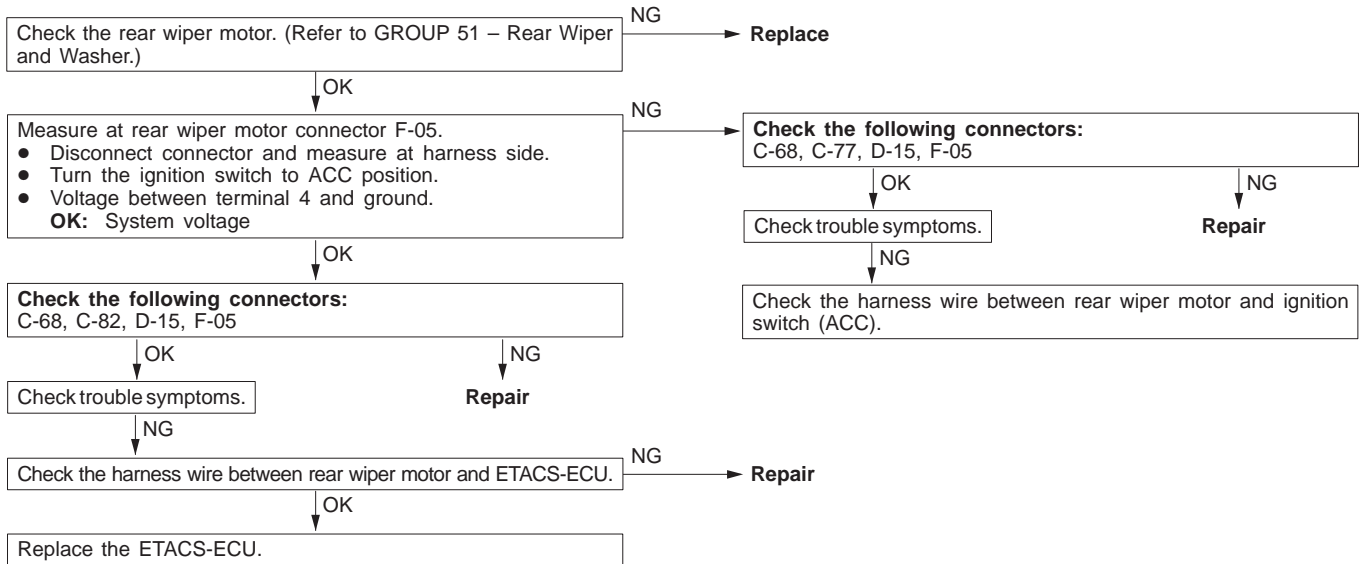 Check the rear wiper motor. (Refer to GROUP 51 – Rear Wiper
and Washer.)
NG
Replace
OK
Measure at rear wiper motor connector F-05.
● Disconnect connector and measure at harness side.
● Turn the ignition switch to ACC position.
● Voltage between terminal 4 and ground.
OK: System voltage
NG
Check the following connectors:
C-68, C-77, D-15, F-05
OK
NG
Check trouble symptoms.
Repair
NG
Check the harness wire between rear wiper motor and ignition
switch (ACC).
OK
Check the following connectors:
C-68, C-82, D-15, F-05
OK
NG
Check trouble symptoms.
Repair
NG
Check the harness wire between rear wiper motor and ETACS-ECU.
NG
Repair
OK
Replace the ETACS-ECU.